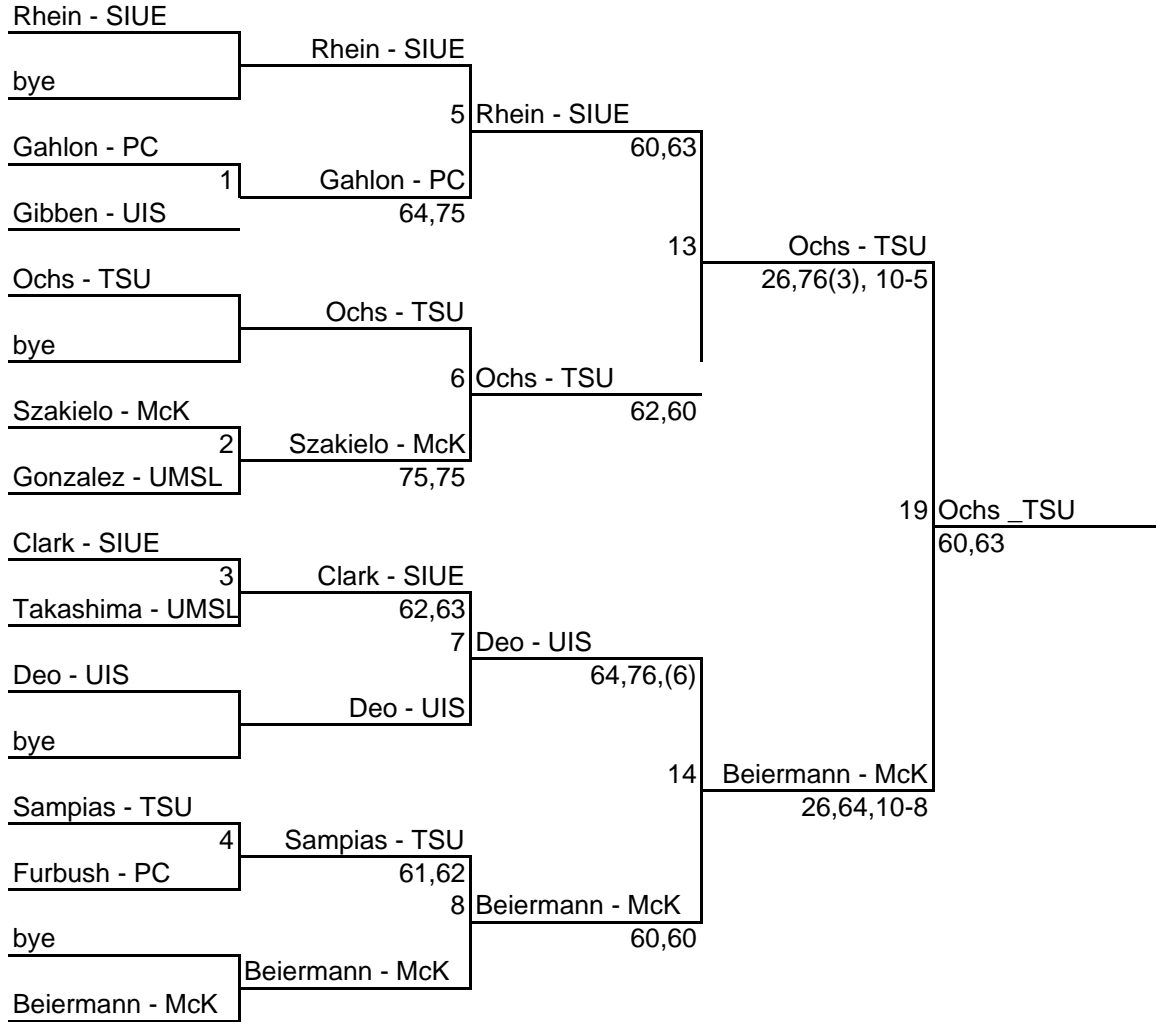 Rhein - SIUE
Rhein - SIUE
bye
5 Rhein - SIUE
60,63
Gahlon - PC
1 Gahlon - PC
64,75
Gibben - UIS
13 Ochs - TSU
26,76(3), 10-5
Ochs - TSU
Ochs - TSU
bye
6 Ochs - TSU
62,60
Szakielo - McK
2 Szakielo - McK
75,75
Gonzalez - UMSL
19 Ochs _TSU
60,63
Clark - SIUE
3 Clark - SIUE
62,63
Takashima - UMSL
7 Deo - UIS
64,76,(6)
Deo - UIS
Deo - UIS
bye
14 Beiermann - McK
26,64,10-8
Sampias - TSU
4 Sampias - TSU
61,62
Furbush - PC
8 Beiermann - McK
60,60
bye
Beiermann - McK
Beiermann - McK